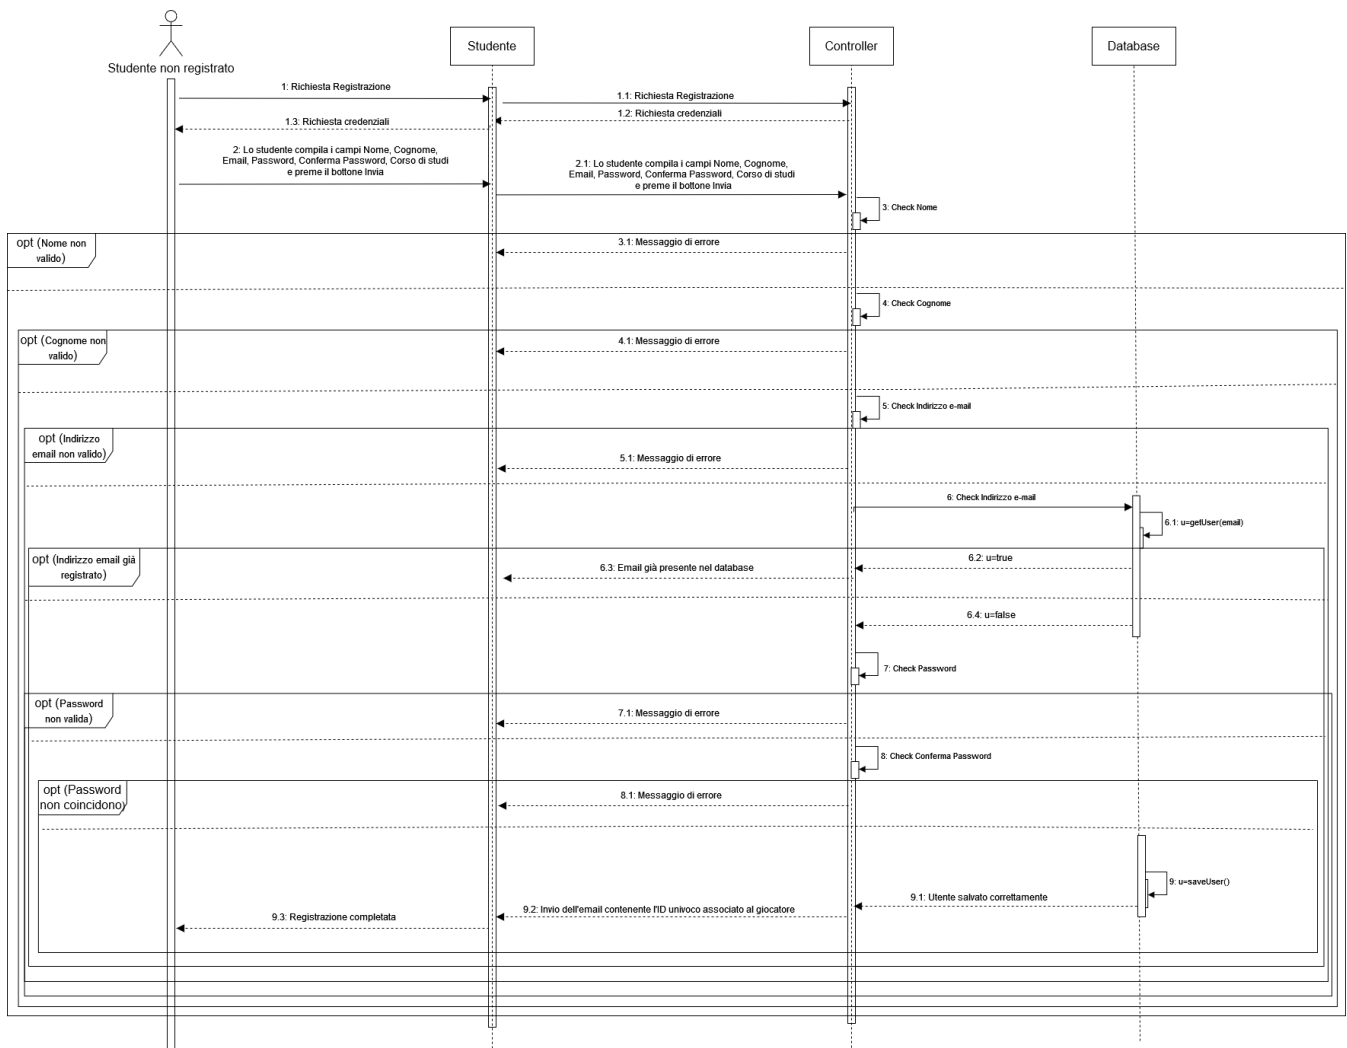 Studente non registrato
Studente
Controller
Database
1: Richiesta Registrazione
1.1: Richiesta Registrazione
1.2: Richiesta credenziali
1.3: Richiesta credenziali
2: Lo studente compila i campi Nome, Cognome,
Email, Password, Conferma Password, Corso di studi
e preme il bottone Invia
2.1: Lo studente compila i campi Nome, Cognome,
Email, Password, Conferma Password, Corso di studi
e preme il bottone Invia
3: Check Nome
opt (Nome non
valido)
3.1: Messaggio di errore
4: Check Cognome
opt (Cognome non
valido)
4.1: Messaggio di errore
5: Check Indirizzo e-mail
opt (Indirizzo
email non valido)
5.1: Messaggio di errore
6: Check Indirizzo e-mail
6.1: u=getUser(email)
opt (Indirizzo email già
registrato)
6.2: u=true
6.3: Email già presente nel database
6.4: u=false
7: Check Password
opt (Password
non valida)
7.1: Messaggio di errore
8: Check Conferma Password
opt (Password
non coincidono)
8.1: Messaggio di errore
9: u=saveUser()
9.1: Utente salvato correttamente
9.2: Invio dell'email contenente l'ID univoco associato al giocatore
9.3: Registrazione completata